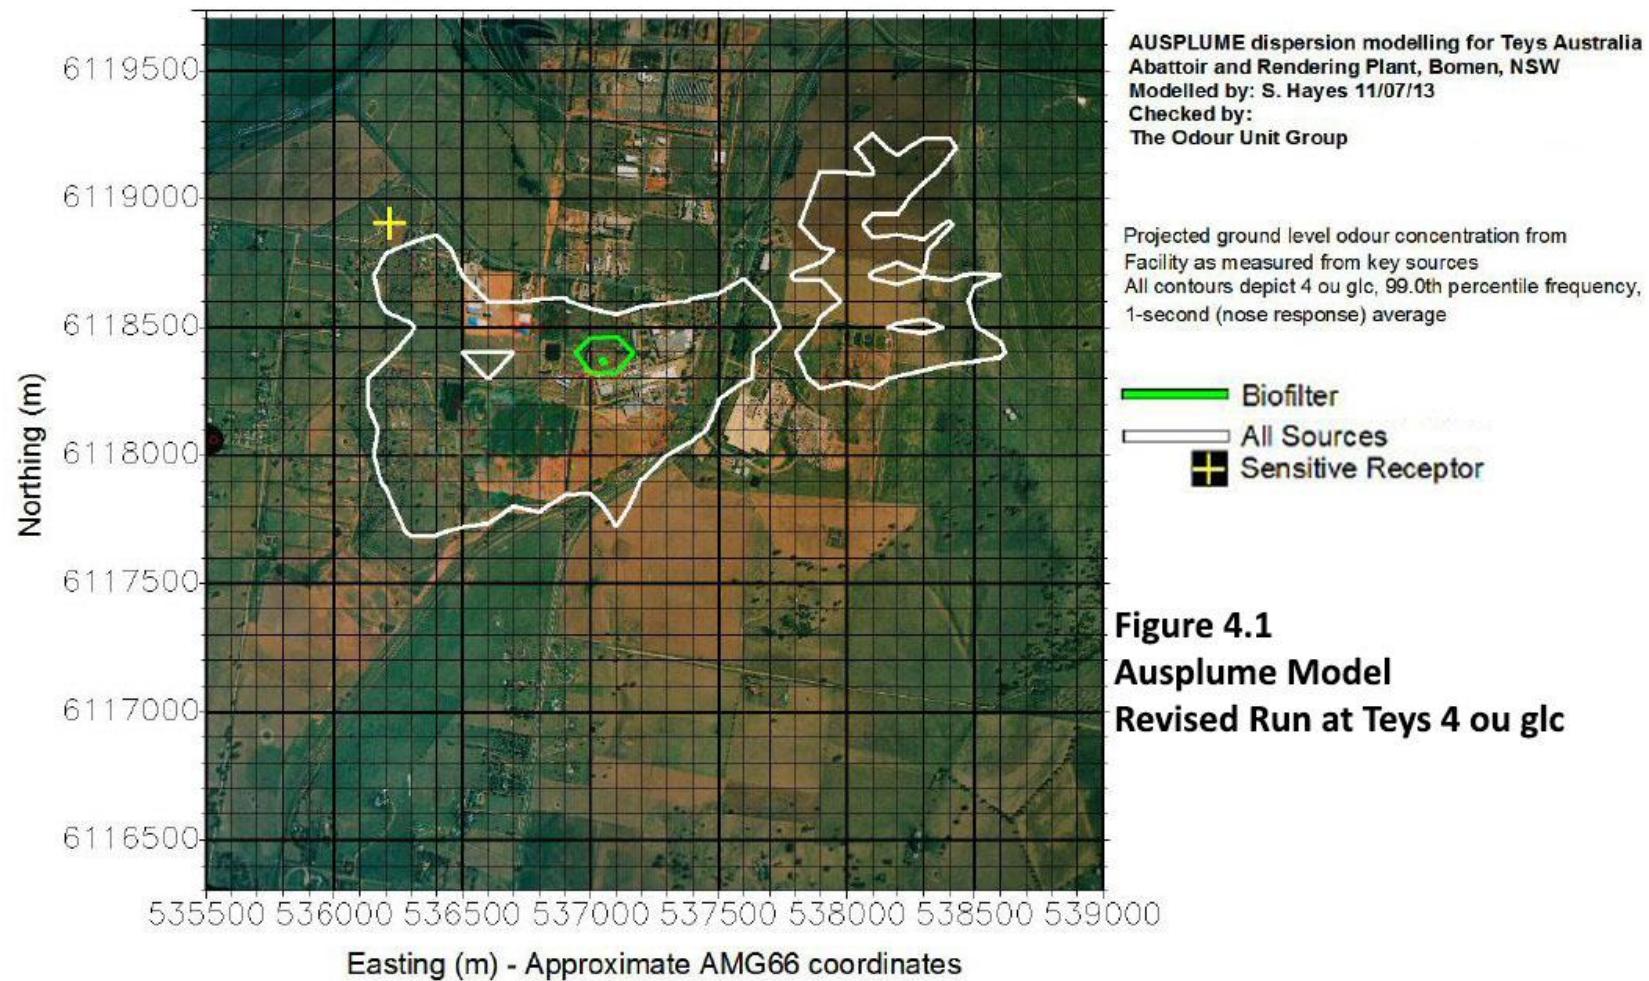 AUSPLUME dispersion modelling for Teys Australia
Abattoir and Rendering Plant, Bomen, NSW
Modelled by: S. Hayes 11/07/13
Checked by:
The Odour Unit Group
Projected ground level odour concentration from
Facility as measured from key sources
All contours depict 4 ou glc, 99.0th percentile frequency,
1-second (nose response) average
Biofilter
All Sources
Sensitive Receptor
Figure 4.1
Ausplume Model
Revised Run at Teys 4 ou glc
Northing (m)
6119500
6119000
6118500
6118000
6117500
6117000
6116500
535500 536000 536500 537000 537500 538000 538500 539000
Easting (m) - Approximate AMG66 coordinates